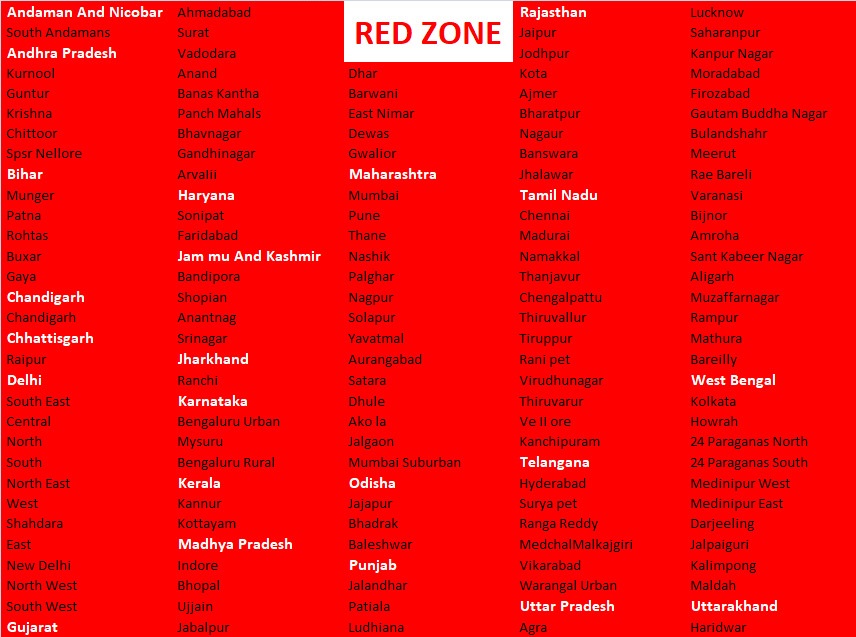 Andaman And Nicobar
South Andamans
Andhra Pradesh
Kurnool
Guntur
Krishna
Chittoor
Spsr Nellore
Bihar
Munger
Patna
Rohtas
Buxar
Gaya
Chandigarh
Chandigarh
Chhattisgarh
Raipur
Delhi
South East
Central
North
South
North East
West
Shahdara
East
New Delhi
North West
South West
Gujarat
Ahmadabad
Surat
Vadodara
Anand
Banas Kantha
Panch Mahals
Bhavnagar
Gandhinagar
Arvalli
Haryana
Sonipat
Faridabad
Jam mu And Kashmir
Bandipora
Shopian
Anantnag
Srinagar
Jharkhand
Ranchi
Karnataka
Bengaluru Urban
Mysuru
Bengaluru Rural
Kerala
Kannur
Kottayam
Madhya Pradesh
Indore
Bhopal
Ujjain
Jabalpur
RED ZONE
Dhar
Barwani
East Nimar
Dewas
Gwalior
Maharashtra
Mumbai
Pune
Thane
Nashik
Palghar
Nagpur
Solapur
Yavatmal
Aurangabad
Satara
Dhule
Ako la
Jalgaon
Mumbai Suburban
Odisha
Jajapur
Bhadrak
Baleshwar
Punjab
Jalandhar
Patiala
Ludhiana
Rajasthan
Jaipur
Jodhpur
Kota
Ajmer
Bharatpur
Nagaur
Banswara
Jhalawar
Tamil Nadu
Chennai
Madurai
Namakkal
Thanjavur
Chengalpattu
Thiruvallur
Tiruppur
Rani pet
Virudhunagar
Thiruvarur
Ve II ore
Kanchipuram
Telangana
Hyderabad
Surya pet
Ranga Reddy
MedchalMalkajgiri
Vikarabad
Warangal Urban
Uttar Pradesh
Agra
Lucknow
Saharanpur
Kanpur Nagar
Moradabad
Firozabad
Gautam Buddha Nagar
Bulandshahr
Meerut
Rae Bareli
Varanasi
Bijnor
Amroha
Sant Kabeer Nagar
Aligarh
Muzaffarnagar
Rampur
Mathura
Bareilly
West Bengal
Kolkata
Howrah
24 Paraganas North
24 Paraganas South
Medinipur West
Medinipur East
Darjeeling
Jalpaiguri
Kalimpong
Maldah
Uttarakhand
Haridwar